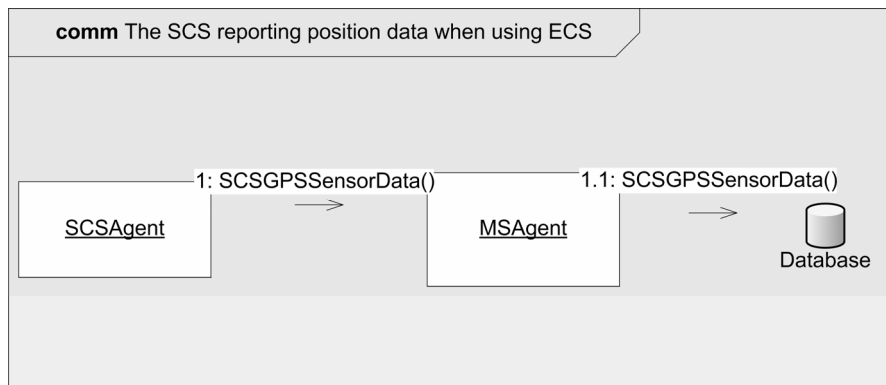 comm The SCS reporting position data when using ECS
1: SCSGPSSensorData()
1.1: SCSGPSSensorData()
SCSAgent
MSAgent
Database